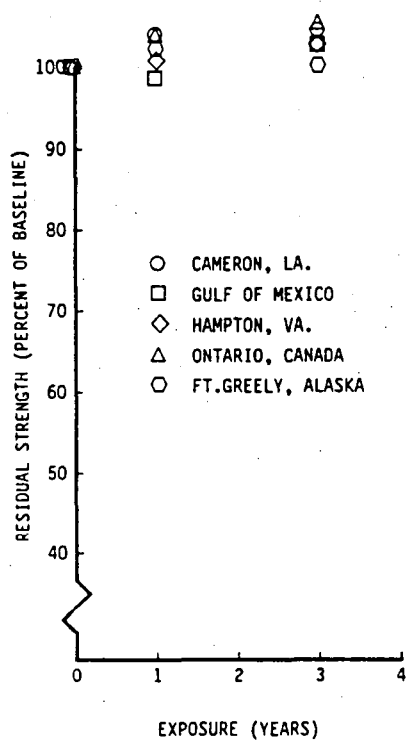 RESIDUAL STRENGTH (PERCENT OF BASELINE)
100
90
80
70
60
50
40
CAMERON, LA.
GULF OF MEXICO
HAMPTON, VA.
ONTARIO, CANADA
FT.GREELY, ALASKA
0 1 2 3 4
EXPOSURE (YEARS)